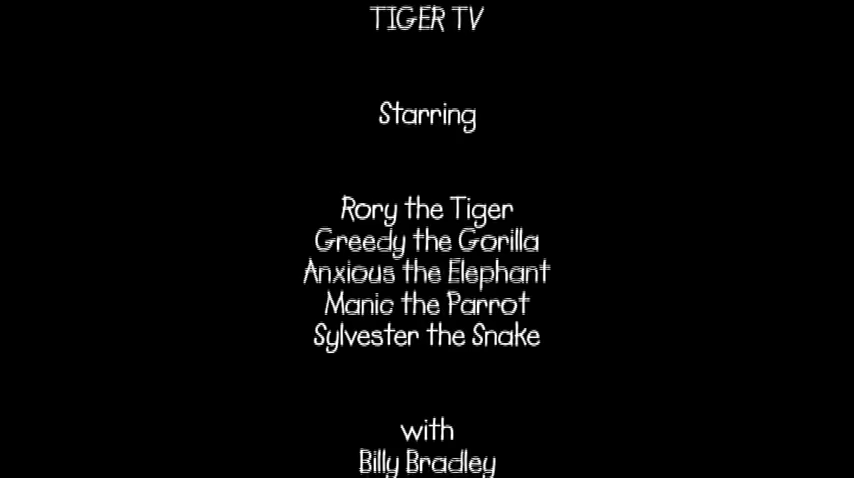 TIGER TV
Starring
Rory the Tiger
Greedy the Gorilla
Anxious the Elephant
Manic the Parrot
Sylvester the Snake
with
Billy Bradley